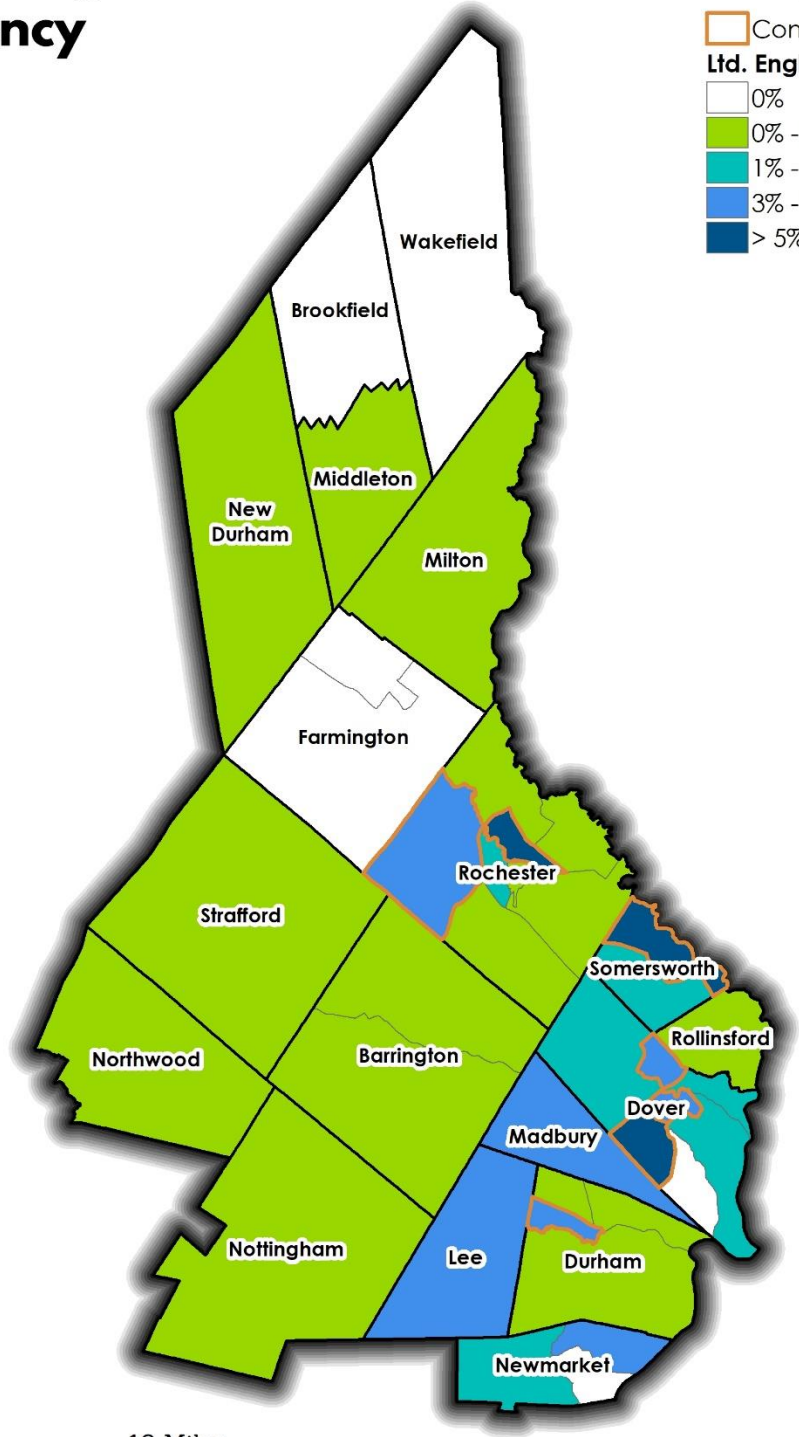 ncy
Con
Ltd. Eng
0%
0% -
1% -
3% -
> 5%
Wakefield
Brookfield
Middleton
New
Durham
Milton
Farmington
Rochester
Strafford
Somersworth
Rollinsford
Northwood
Barrington
Dover
Madbury
Nottingham
Lee
Durham
Newmarket